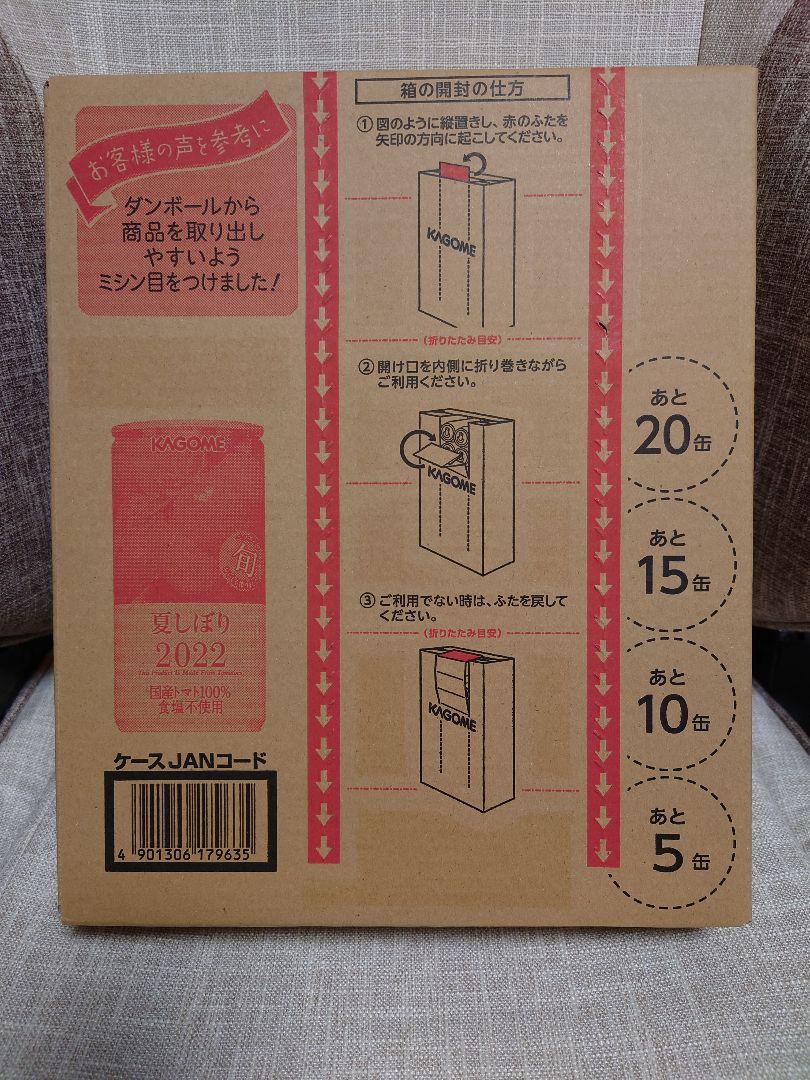 お客様の声を参考に
ダンボールから
商品を取り出し
やすいよう
ミシン目をつけました!
KAGOME
旬
夏しぼり
2022
This Product Is Made From Tomatoes
国産トマト100%
食塩不使用
ケースJANコード
4 901306 179635
箱の開封の仕方
① 図のように縦置きし、赤のふたを
矢印の方向に起こしてください。
KAGOME
(折りたたみ目安)
② 開け口を内側に折り巻きながら
ご利用ください。
KAGOME
③ ご利用でない時は、ふたを戻して
ください。
(折りたたみ目安)
KAGOME
あと
20缶
あと
15缶
あと
10缶
あと
5缶